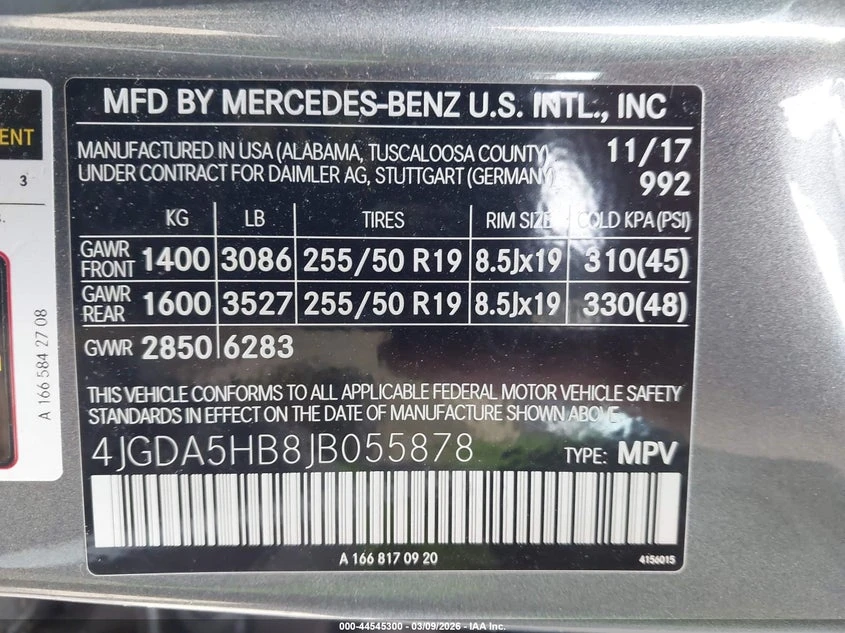 ENT
3
A 166 584 27 08
MFD BY MERCEDES-BENZ U.S. INTL., INC
MANUFACTURED IN USA (ALABAMA, TUSCALOOSA COUNTY), 11/17
UNDER CONTRACT FOR DAIMLER AG, STUTTGART (GERMANY) 992
KG LB TIRES RIM SIZE COLD KPA (PSI)
GAWR FRONT 1400 3086 255/50 R19 8.5Jx19 310(45)
GAWR REAR 1600 3527 255/50 R19 8.5Jx19 330(48)
GVWR 2850 6283
THIS VEHICLE CONFORMS TO ALL APPLICABLE FEDERAL MOTOR VEHICLE SAFETY
STANDARDS IN EFFECT ON THE DATE OF MANUFACTURE SHOWN ABOVE.
4JGDA5HB8JB055878 TYPE: MPV
A 166 817 09 20
4156015
000-44545300 - 03/09/2026 - IAA Inc.